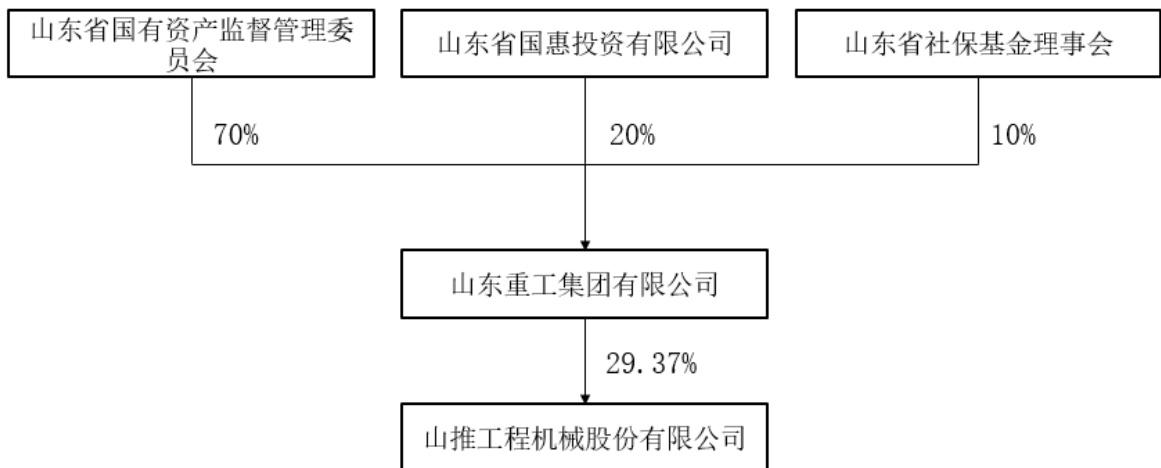 山东省国有资产监督管理委
员会
山东省国惠投资有限公司
山东省社保基金理事会
70%
20%
10%
山东重工集团有限公司
29.37%
山推工程机械股份有限公司